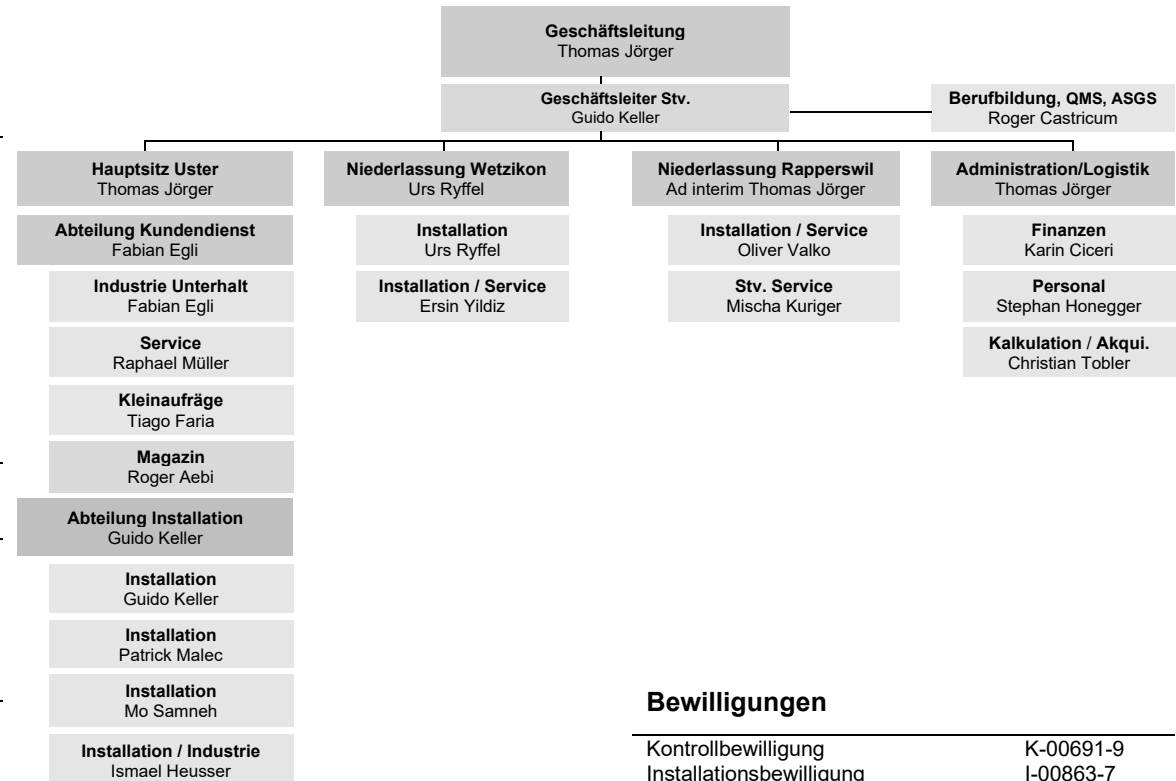 Geschäftsleitung
Thomas Jörger
Geschäftsleiter Stv.
Guido Keller
Berufbildung, QMS, ASGS
Roger Castricum
Hauptsitz Uster
Thomas Jörger
Abteilung Kundendienst
Fabian Egli
Industrie Unterhalt
Fabian Egli
Service
Raphael Müller
Kleinaufräge
Tiago Faria
Magazin
Roger Aebi
Abteilung Installation
Guido Keller
Installation
Guido Keller
Installation
Patrick Malec
Installation
Mo Samneh
Installation / Industrie
Ismael Heusser
Niederlassung Wetzikon
Urs Ryffel
Installation
Urs Ryffel
Installation / Service
Ersin Yildiz
Niederlassung Rapperswil
Ad interim Thomas Jörger
Installation / Service
Oliver Valko
Stv. Service
Mischa Kuriger
Administration/Logistik
Thomas Jörger
Finanzen
Karin Ciceri
Personal
Stephan Honegger
Kalkulation / Akqui.
Christian Tobler
Bewilligungen
Kontrollbewilligung K-00691-9
Installationsbewilligung I-00863-7